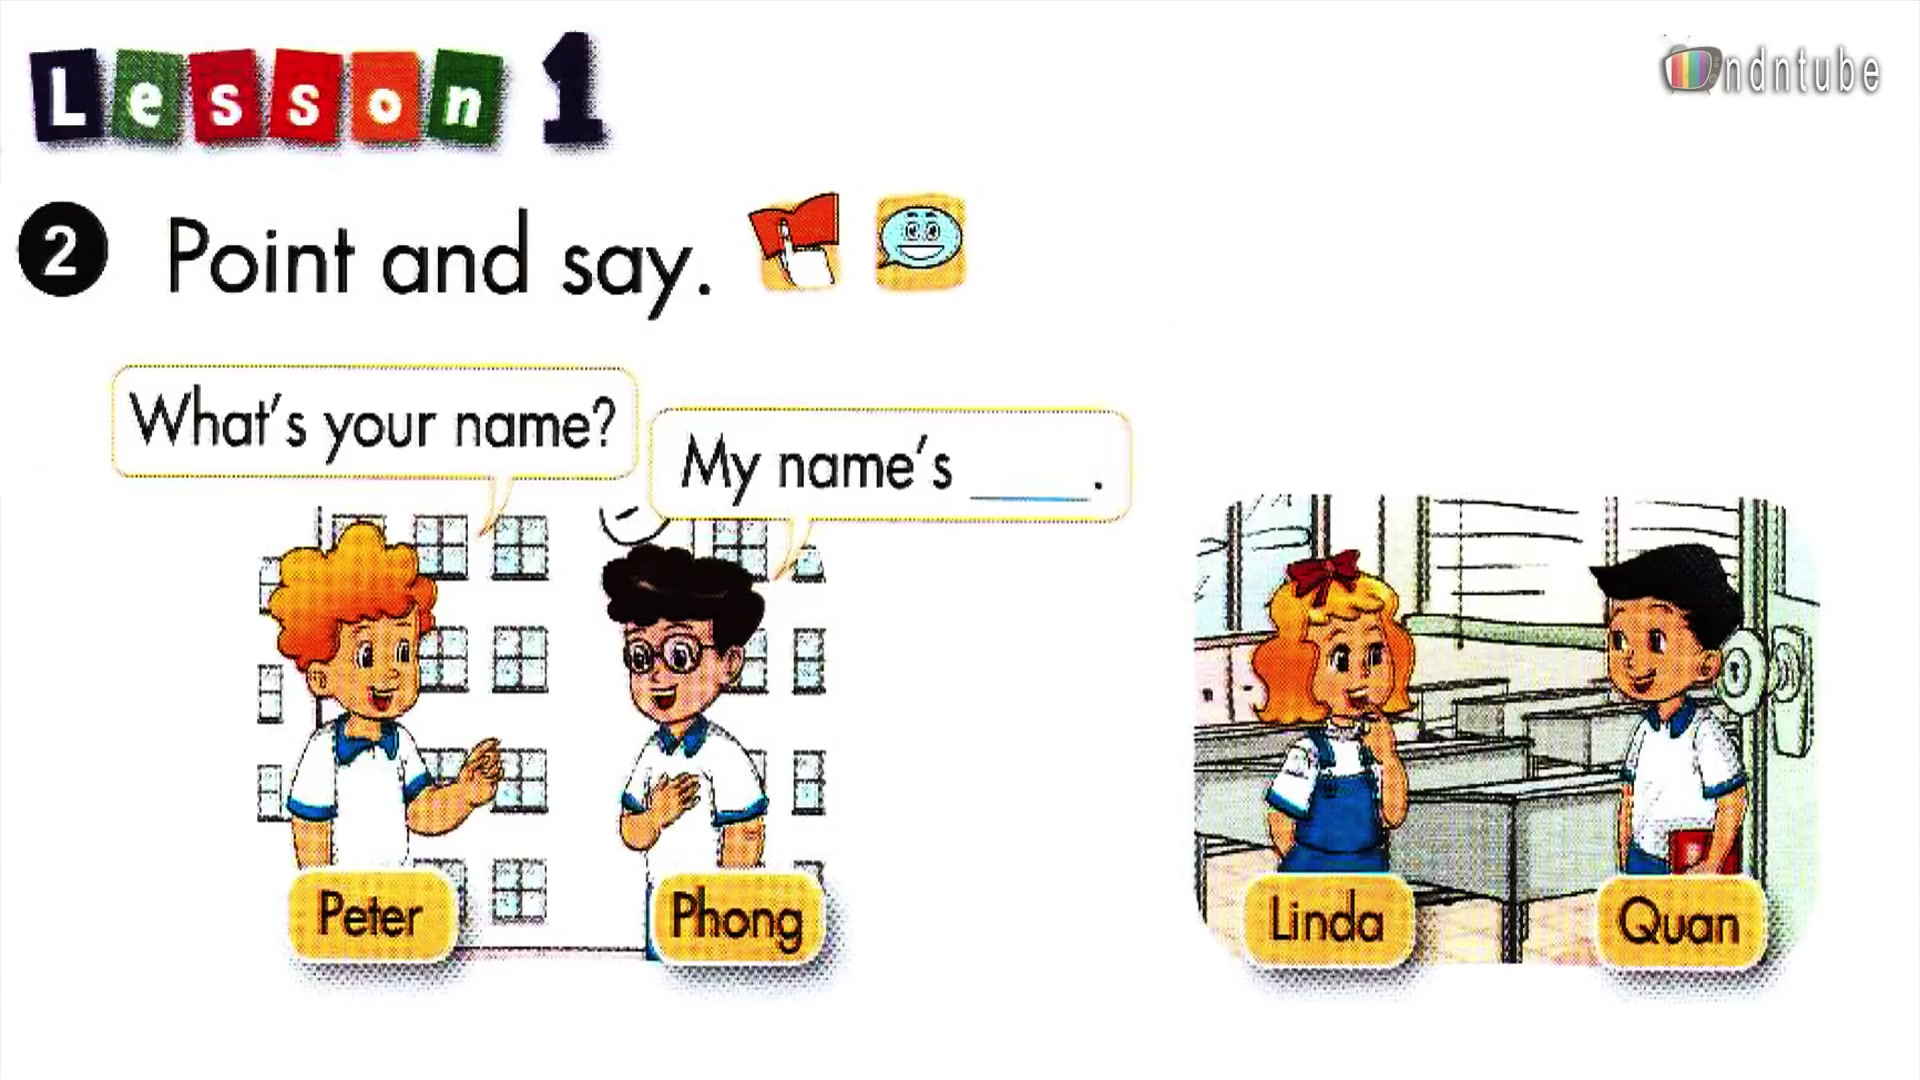 Lesson 1
ndntube
2 Point and say.
What's your name?
My name's ____.
Peter
Phong
Linda
Quan